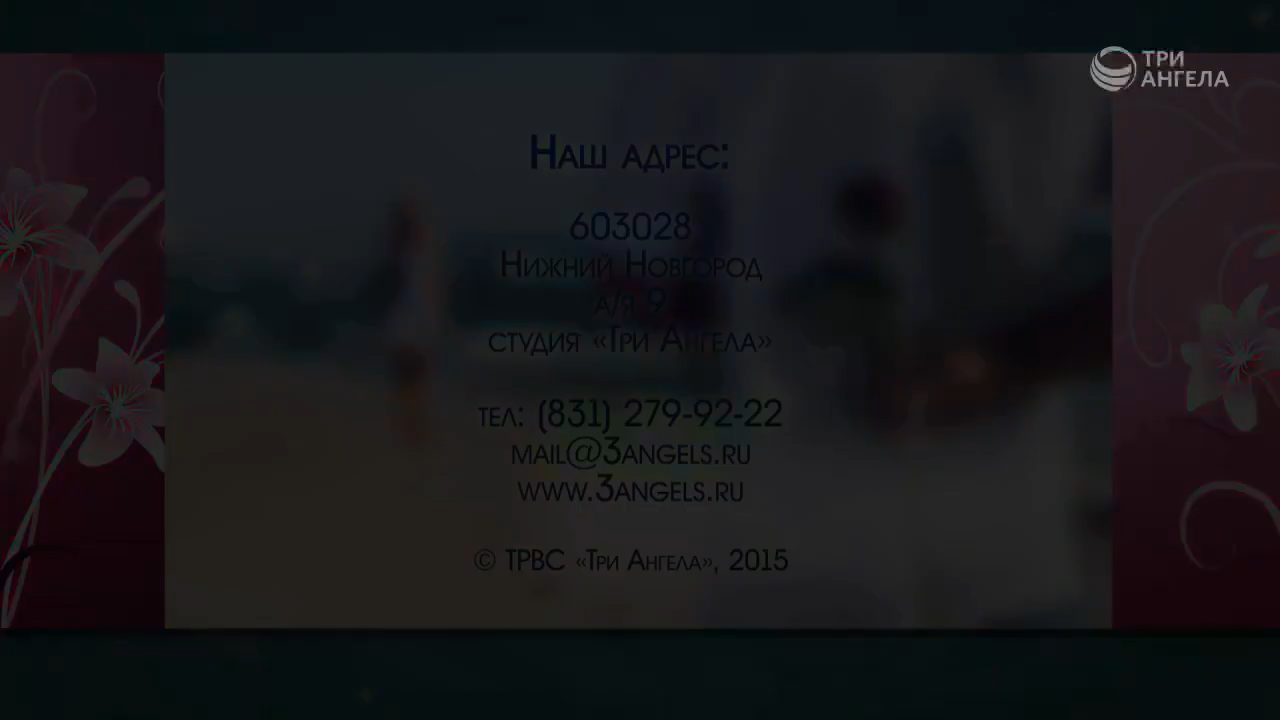 ТРИ
АНГЕЛА
Наш адрес:
603028
Нижний Новгород
а/я 9
студия «Три Ангела»
тел: (831) 279-92-22
mail@3angels.ru
www.3angels.ru
© ТРВС «Три Ангела», 2015